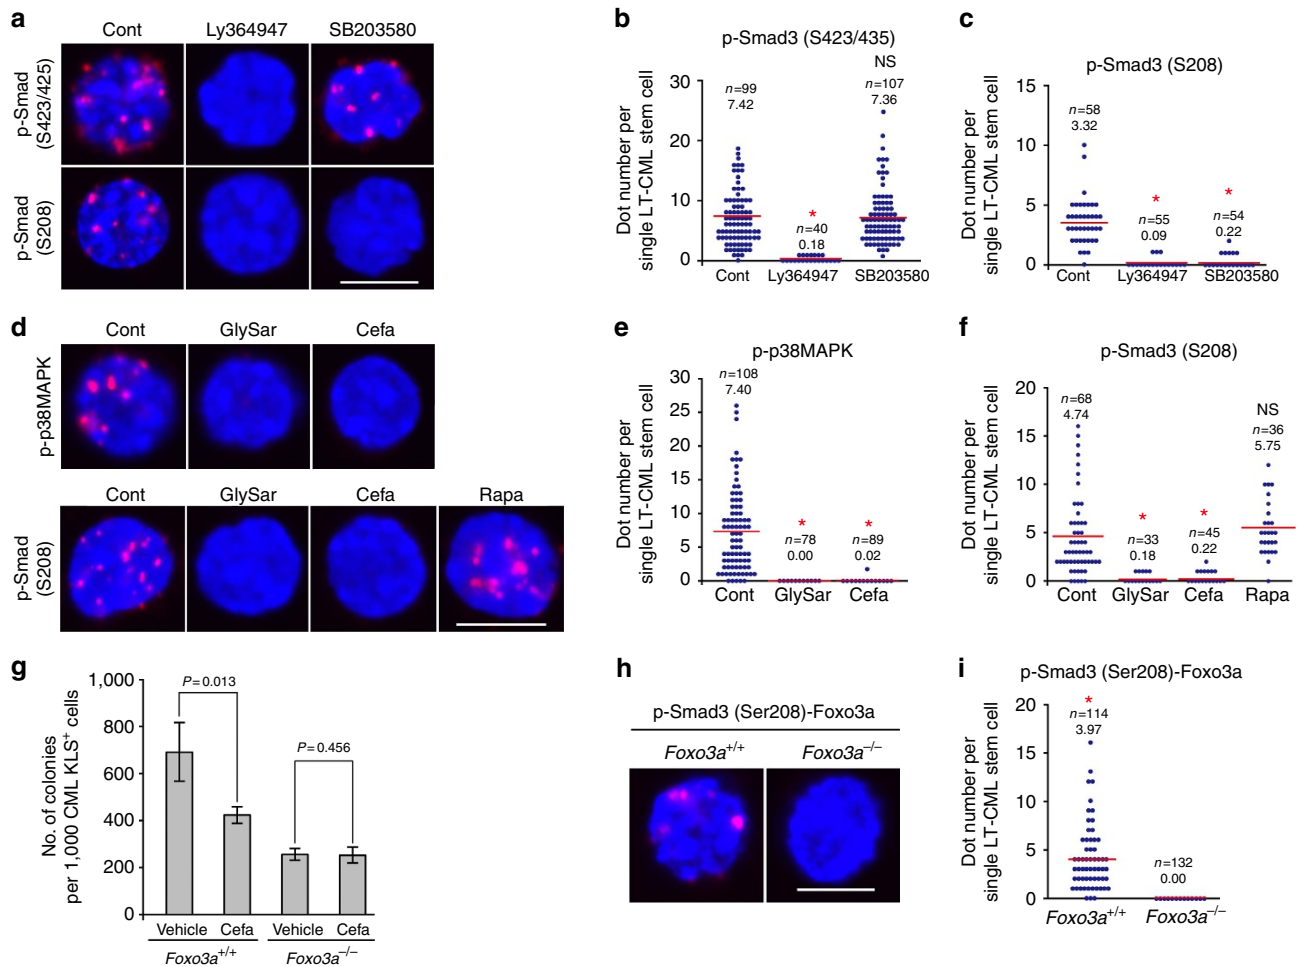 a
Cont Ly364947 SB203580
p-Smad
(S423/425)
p-Smad
(S208)
b
p-Smad3 (S423/435)
Dot number per
single LT-CML stem cell
30
20
10
0
n=99
7.42
*
n=40
0.18
NS
n=107
7.36
Cont Ly364947 SB203580
c
p-Smad3 (S208)
Dot number per
single LT-CML stem cell
15
10
5
0
n=58
3.32
*
n=55
0.09
*
n=54
0.22
Cont Ly364947 SB203580
d
Cont GlySar Cefa
p-p38MAPK
Cont GlySar Cefa Rapa
p-Smad
(S208)
e
p-p38MAPK
Dot number per
single LT-CML stem cell
30
25
20
15
10
5
0
n=108
7.40
*
n=78
0.00
*
n=89
0.02
Cont GlySar Cefa
f
p-Smad3 (S208)
Dot number per
single LT-CML stem cell
20
15
10
5
0
n=68
4.74
*
n=33
0.18
*
n=45
0.22
NS
n=36
5.75
Cont GlySar Cefa Rapa
g
No. of colonies
per 1,000 CML KLS⁺ cells
1,000
800
600
400
200
0
P=0.013
P=0.456
Vehicle Cefa Vehicle Cefa
Foxo3a⁺/⁺ Foxo3a⁻/⁻
h
p-Smad3 (Ser208)-Foxo3a
Foxo3a⁺/⁺ Foxo3a⁻/⁻
i
p-Smad3 (Ser208)-Foxo3a
Dot number per
single LT-CML stem cell
20
15
10
5
0
*
n=114
3.97
n=132
0.00
Foxo3a⁺/⁺ Foxo3a⁻/⁻